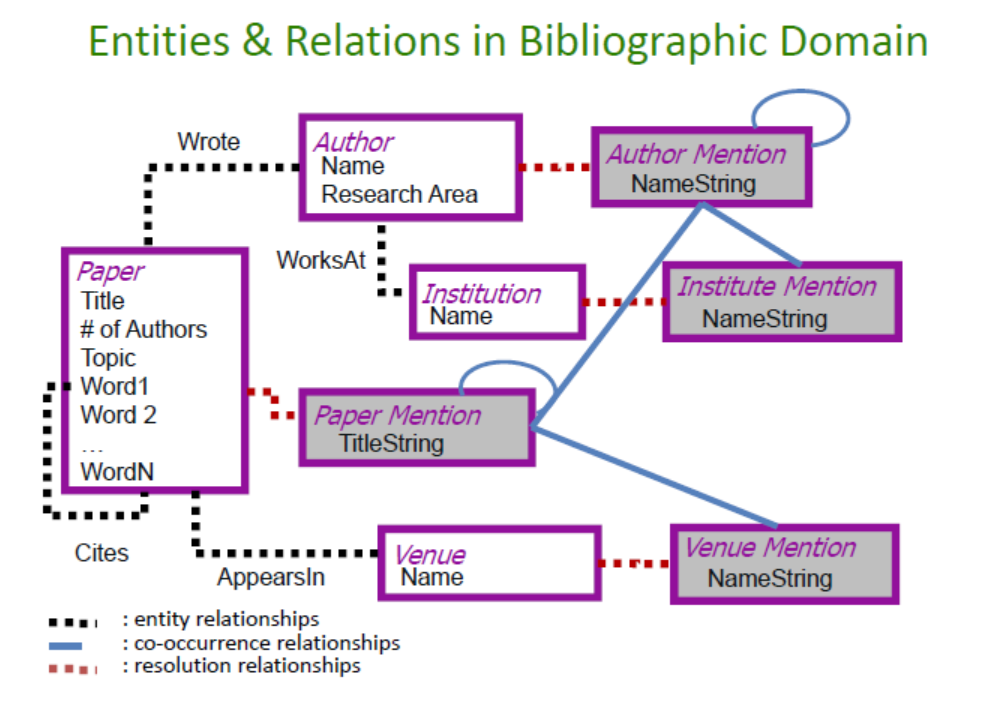 Entities & Relations in Bibliographic Domain
Wrote
Author
Name
Research Area
Author Mention
NameString
WorksAt
Institution
Name
Institute Mention
NameString
Paper
Title
# of Authors
Topic
Word1
Word 2
...
WordN
Paper Mention
TitleString
Cites
AppearsIn
Venue
Name
Venue Mention
NameString
: entity relationships
: co-occurrence relationships
: resolution relationships